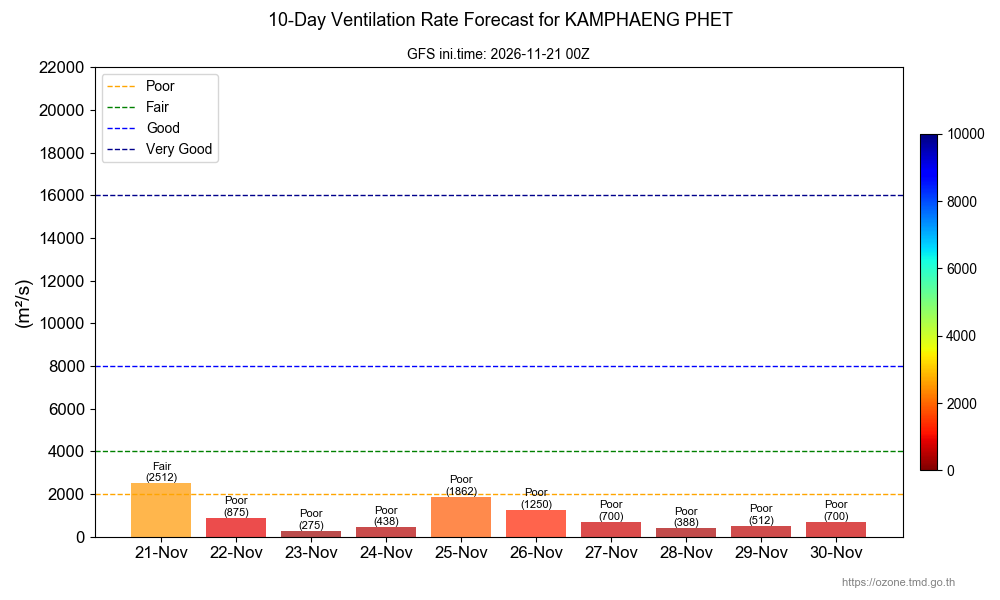 10-Day Ventilation Rate Forecast for KAMPHAENG PHET
GFS ini.time: 2026-11-21 00Z
(m²/s)
22000
20000
18000
16000
14000
12000
10000
8000
6000
4000
2000
0
Poor
Fair
Good
Very Good
Fair
(2512)
Poor
(875)
Poor
(275)
Poor
(438)
Poor
(1862)
Poor
(1250)
Poor
(700)
Poor
(388)
Poor
(512)
Poor
(700)
21-Nov
22-Nov
23-Nov
24-Nov
25-Nov
26-Nov
27-Nov
28-Nov
29-Nov
30-Nov
10000
8000
6000
4000
2000
0
https://ozone.tmd.go.th